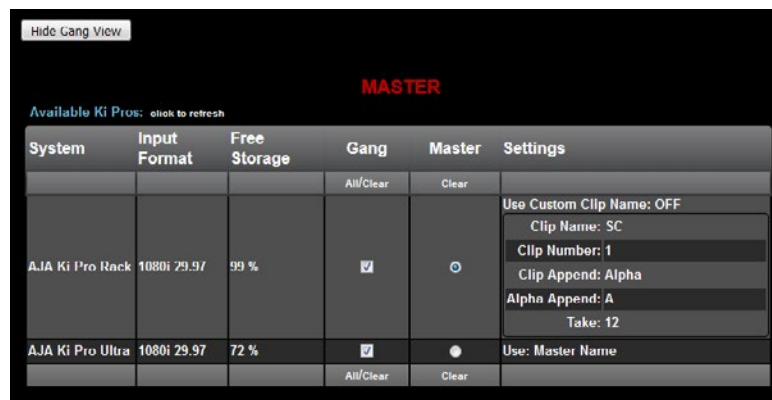 Hide Gang View
MASTER
Available Ki Pros: click to refresh
System Input Format Free Storage Gang Master Settings
All/Clear Clear
Use Custom Clip Name: OFF
Clip Name: SC
Clip Number: 1
AJA Ki Pro Rack 1080i 29.97 99 % Clip Append: Alpha
Alpha Append: A
Take: 12
AJA Ki Pro Ultra 1080i 29.97 72 % Use: Master Name
All/Clear Clear